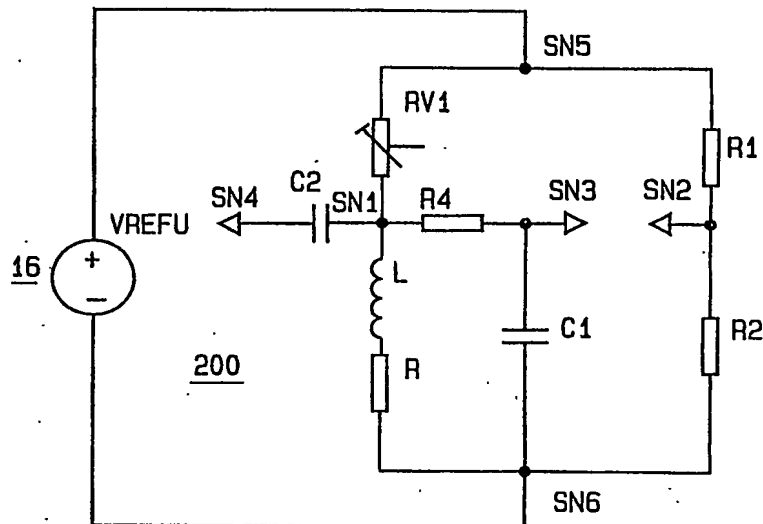 SN5
RV1
R1
C2
SN4
SN1
R4
SN3
SN2
VREFU
16
+
−
L
C1
R2
R
200
SN6